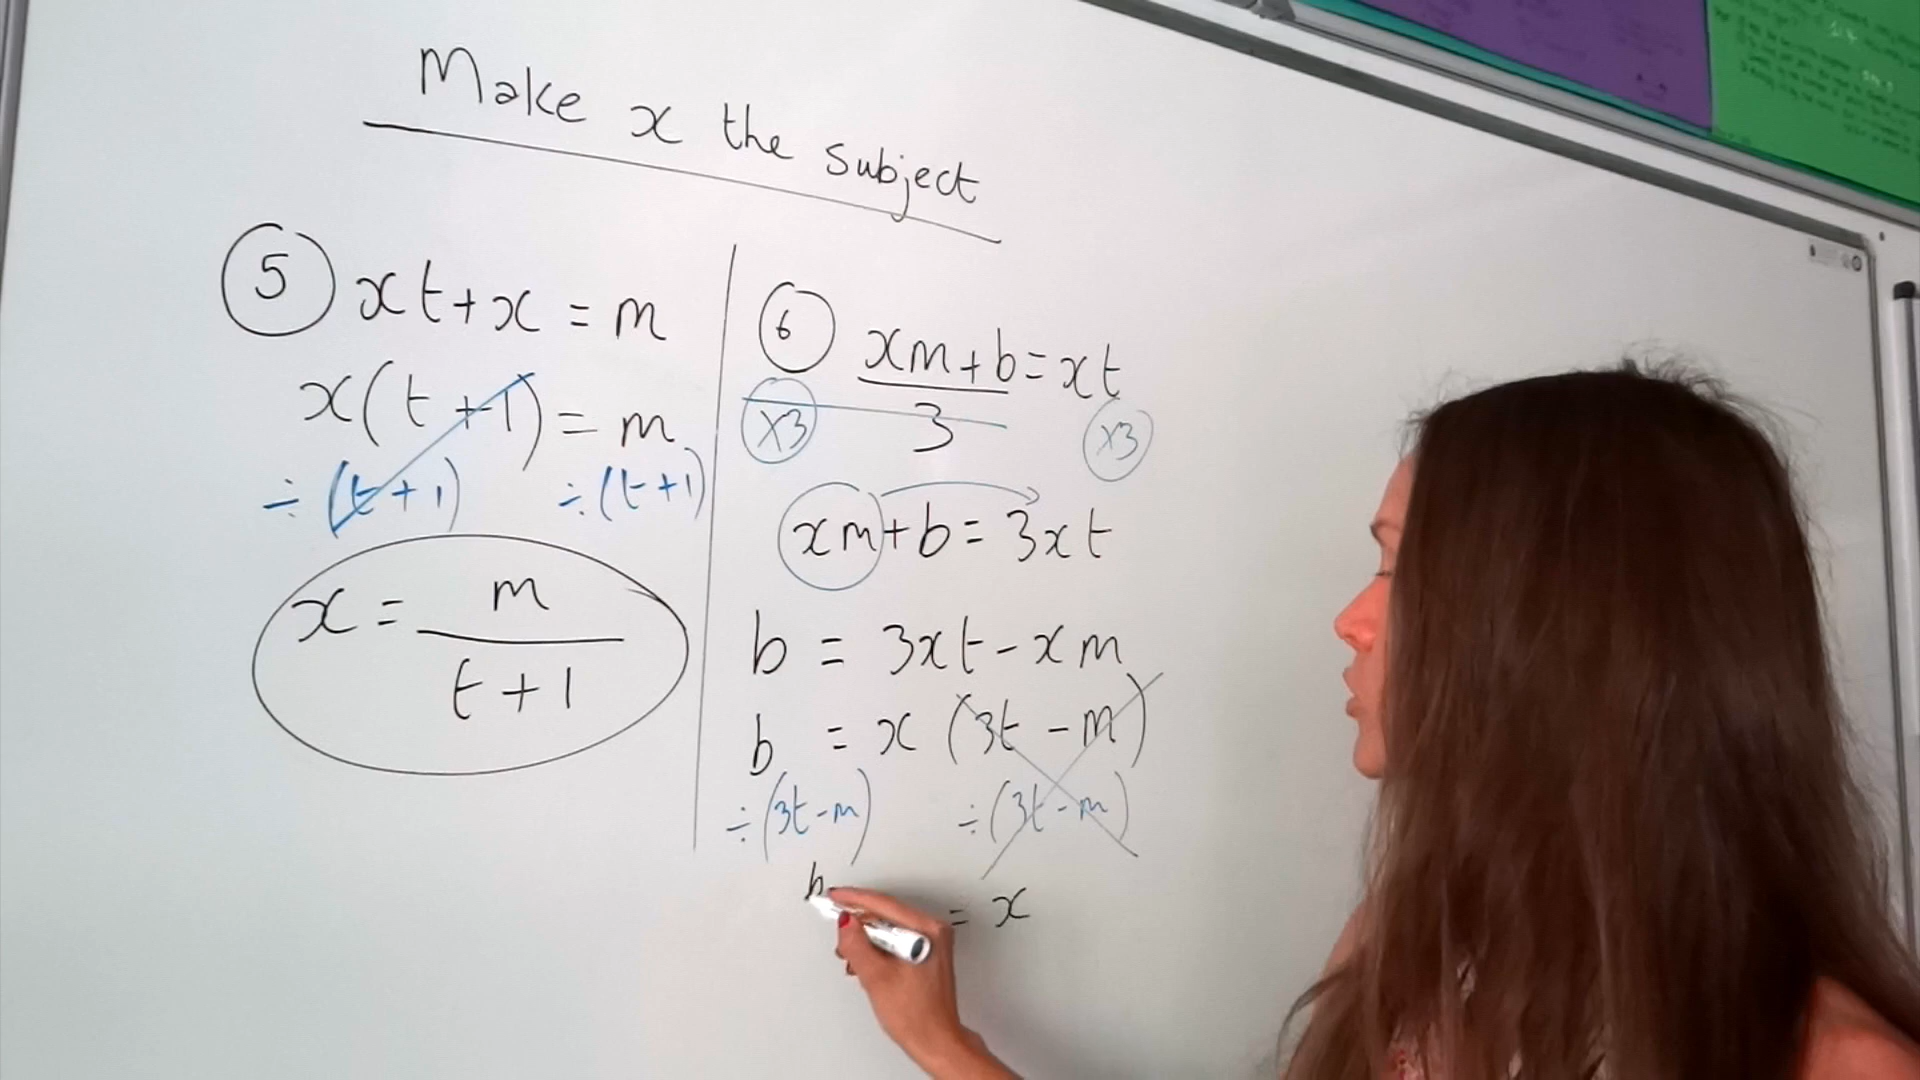 Make x the subject
5 xt+x = m
x(t+1) = m
÷(t+1) ÷(t+1)
x = m/(t+1)
6 (xm+b)/3 = xt
×3 ×3
xm+b = 3xt
b = 3xt-xm
b = x(3t-m)
÷(3t-m) ÷(3t-m)
b = x